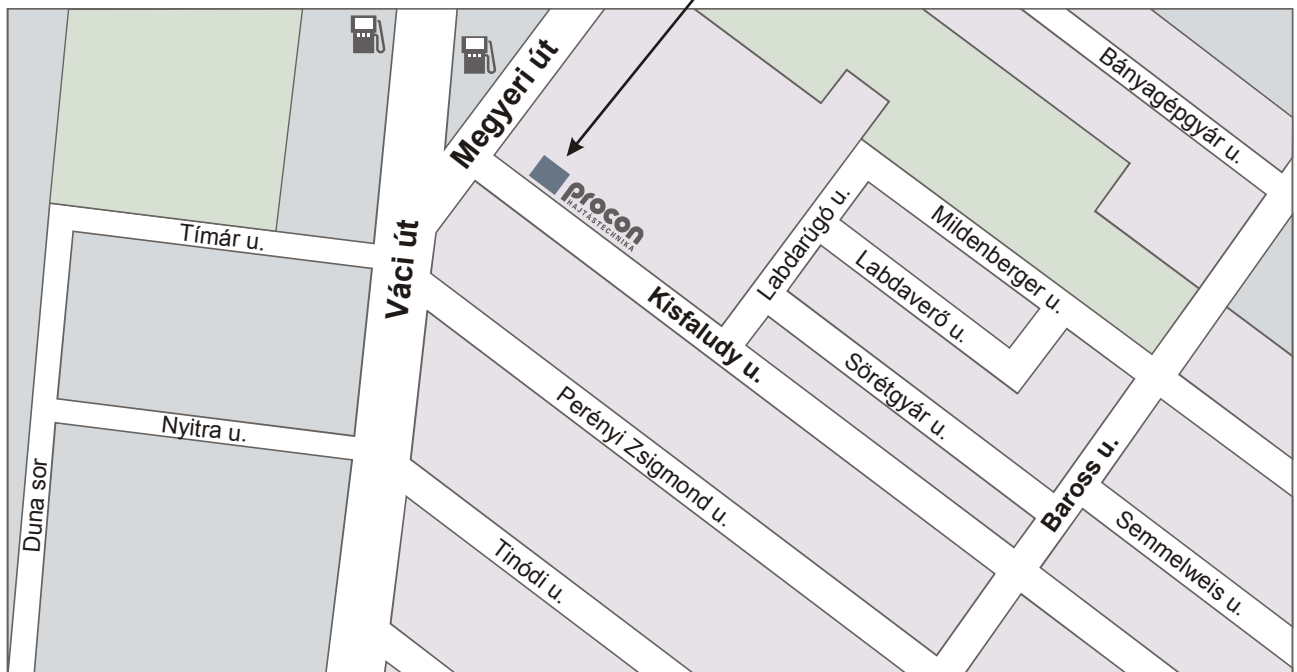 Megyeri út
Bányagépgyár u.
procon
HAJTÁSTECHNIKA
Tímár u.
Váci út
Labdarúgó u.
Mildenberger u.
Labdaverő u.
Kisfaludy u.
Sörétgyár u.
Perényi Zsigmond u.
Nyitra u.
Duna sor
Baross u.
Semmelweis u.
Tinódi u.